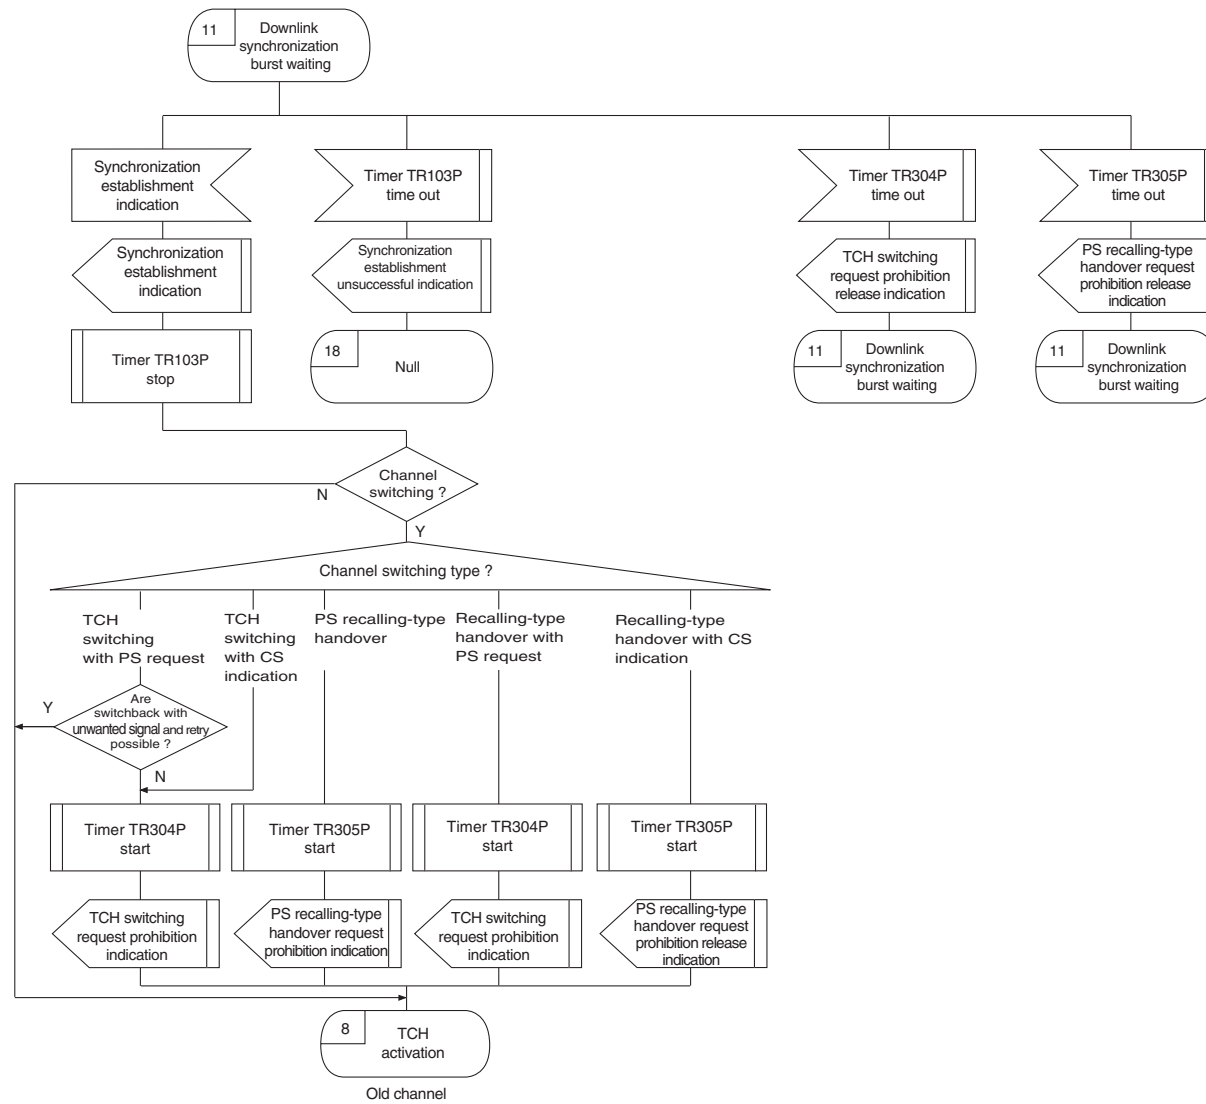 11
Downlink
synchronization
burst waiting
Synchronization
establishment
indication
Timer TR103P
time out
Timer TR304P
time out
Timer TR305P
time out
Synchronization
establishment
indication
Synchronization
establishment
unsuccessful indication
TCH switching
request prohibition
release indication
PS recalling-type
handover request
prohibition release
indication
Timer TR103P
stop
18
Null
11
Downlink
synchronization
burst waiting
11
Downlink
synchronization
burst waiting
Channel
switching ?
N
Y
Channel switching type ?
TCH
switching
with PS request
TCH
switching
with CS
indication
PS recalling-type
handover
Recalling-type
handover with
PS request
Recalling-type
handover with CS
indication
Are
switchback with
unwanted signal and retry
possible ?
Y
N
Timer TR304P
start
Timer TR305P
start
Timer TR304P
start
Timer TR305P
start
TCH switching
request prohibition
indication
PS recalling-type
handover request
prohibition indication
TCH switching
request prohibition
indication
PS recalling-type
handover request
prohibition release
indication
8
TCH
activation
Old channel